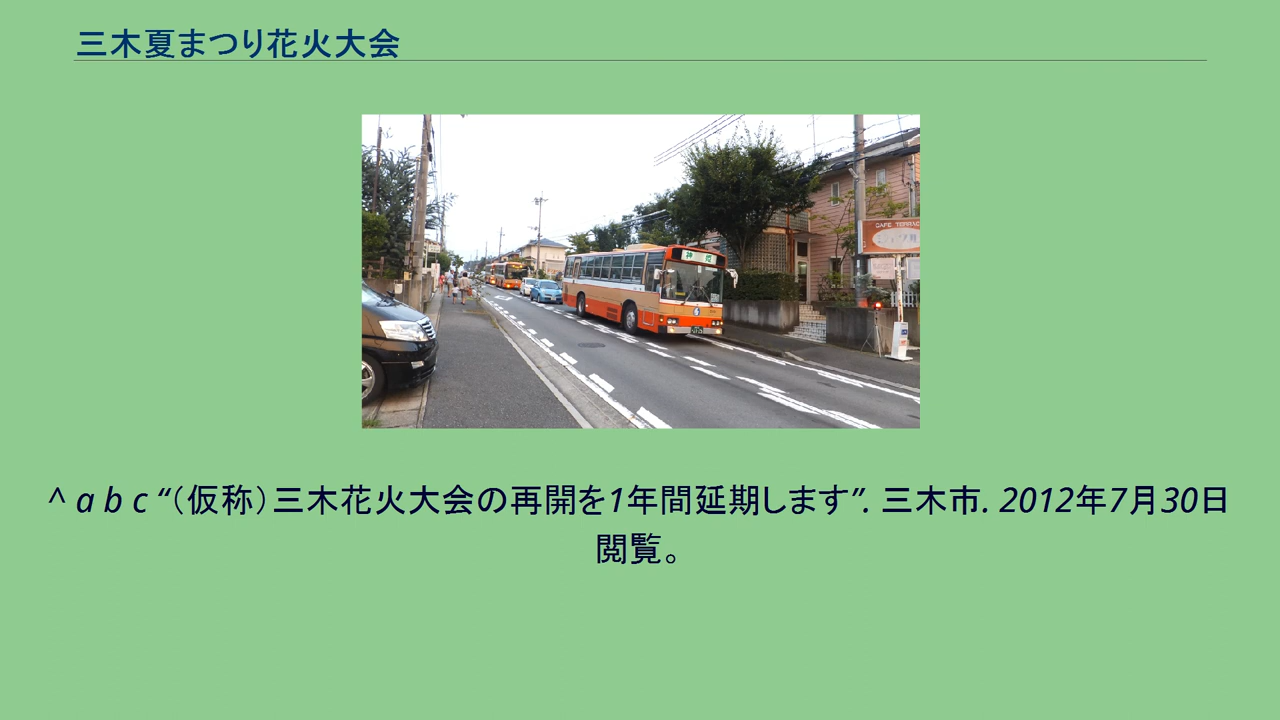 三木夏まつり花火大会
神姫
CAFE TERRACE
^ a b c “（仮称）三木花火大会の再開を1年間延期します”. 三木市. 2012年7月30日
閲覧。